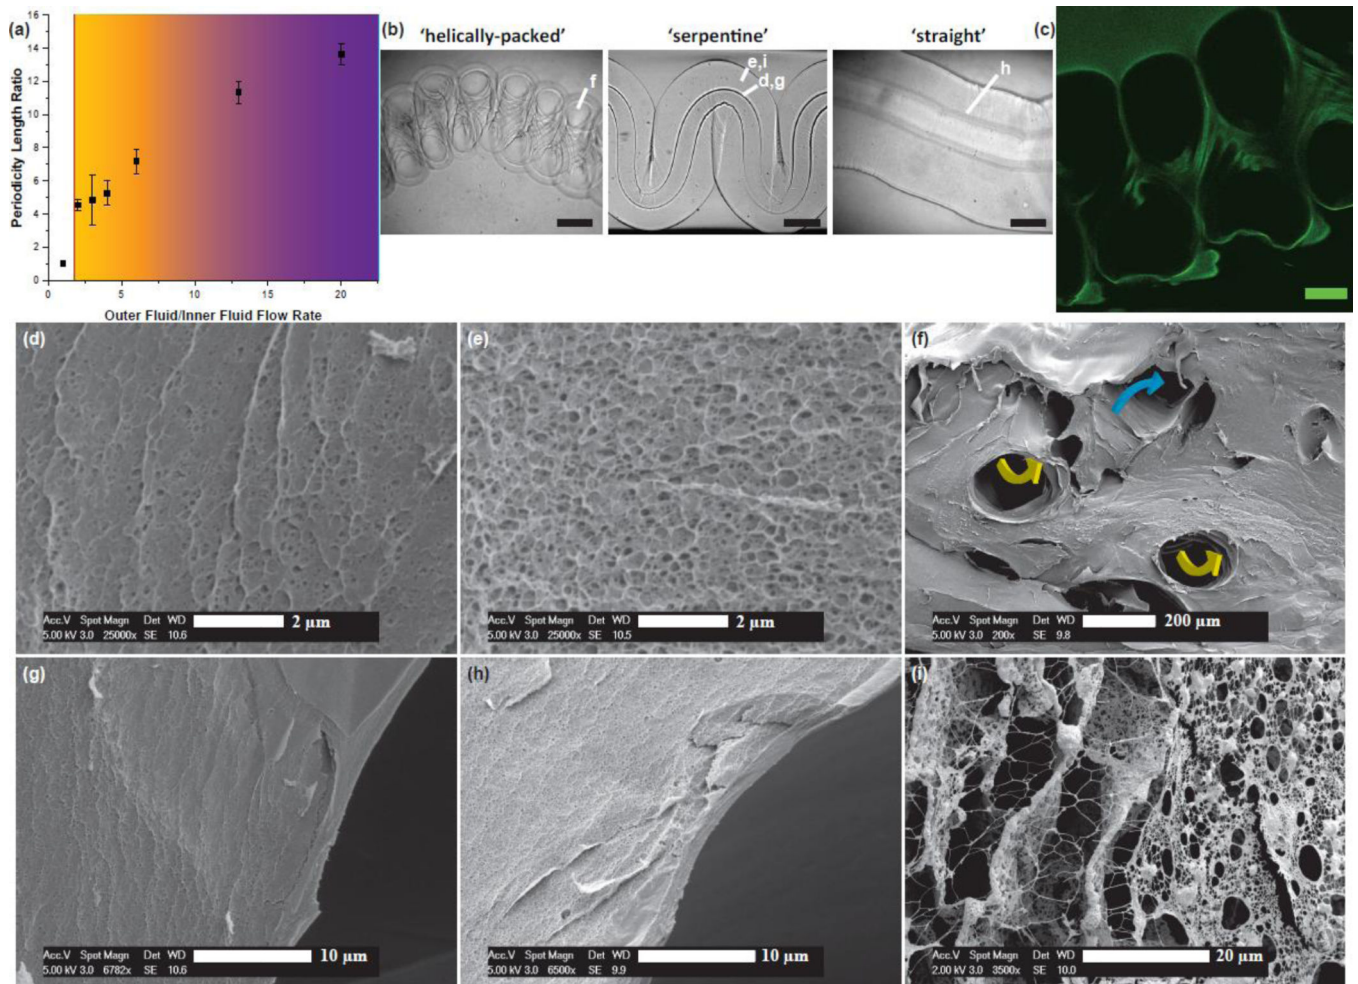 (a)
16
14
12
10
8
6
4
2
0
Periodicity Length Ratio
0 5 10 15 20
Outer Fluid/Inner Fluid Flow Rate
(b) 'helically-packed' 'serpentine' 'straight'
f
e,i
d,g
h
(c)
(d)
Acc.V Spot Magn Det WD
5.00 kV 3.0 25000x SE 10.6
2 µm
(e)
Acc.V Spot Magn Det WD
5.00 kV 3.0 25000x SE 10.5
2 µm
(f)
Acc.V Spot Magn Det WD
5.00 kV 3.0 200x SE 9.8
200 µm
(g)
Acc.V Spot Magn Det WD
5.00 kV 3.0 6782x SE 10.6
10 µm
(h)
Acc.V Spot Magn Det WD
5.00 kV 3.0 6500x SE 9.9
10 µm
(i)
Acc.V Spot Magn Det WD
2.00 kV 3.0 3500x SE 10.0
20 µm